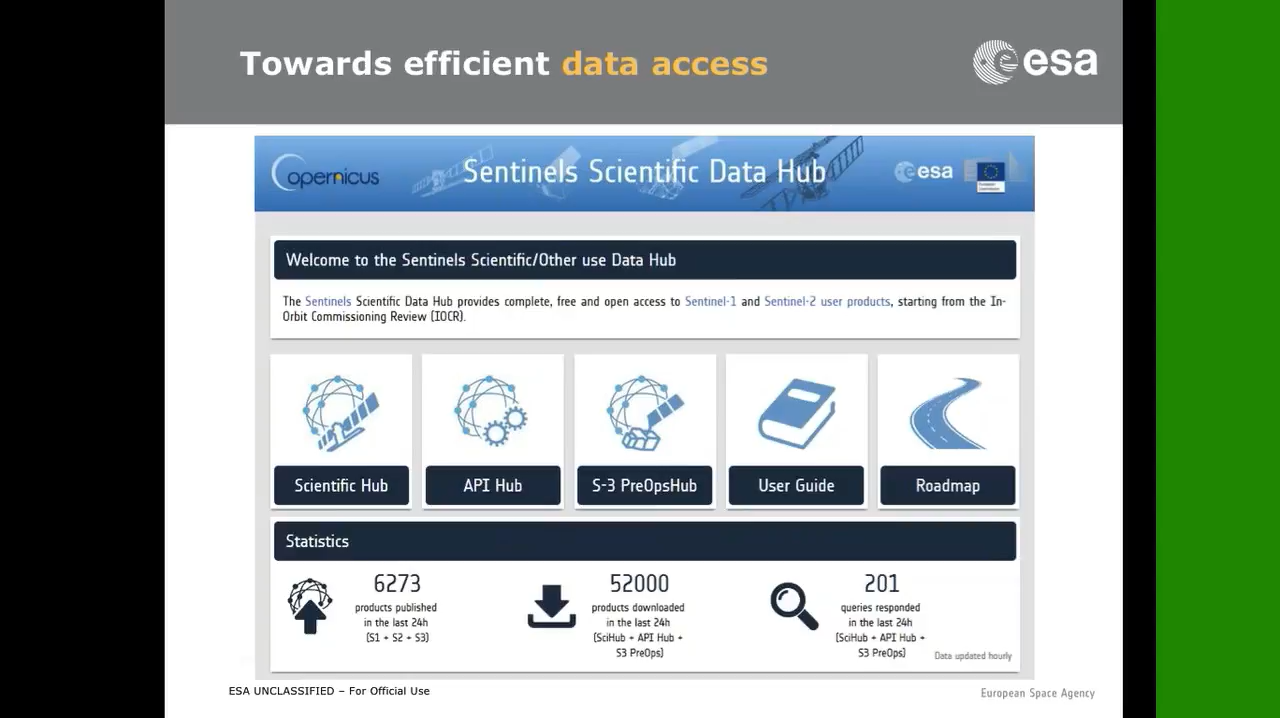 Towards efficient data access
esa
opernicus
Sentinels Scientific Data Hub
esa
Welcome to the Sentinels Scientific/Other use Data Hub
The Sentinels Scientific Data Hub provides complete, free and open access to Sentinel-1 and Sentinel-2 user products, starting from the In-
Orbit Commissioning Review (IOCR).
Scientific Hub
API Hub
S-3 PreOpsHub
User Guide
Roadmap
Statistics
6273
products published
in the last 24h
(S1 + S2 + S3)
52000
products downloaded
in the last 24h
(SciHub + API Hub +
S3 PreOps)
201
queries responded
in the last 24h
(SciHub + API Hub +
S3 PreOps)
Data updated hourly
ESA UNCLASSIFIED – For Official Use
European Space Agency